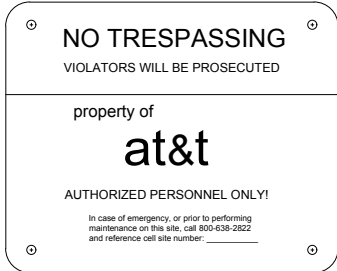 NO TRESPASSING
VIOLATORS WILL BE PROSECUTED
property of
at&t
AUTHORIZED PERSONNEL ONLY!
In case of emergency, or prior to performing
maintenance on this site, call 800-638-2822
and reference cell site number: ____________